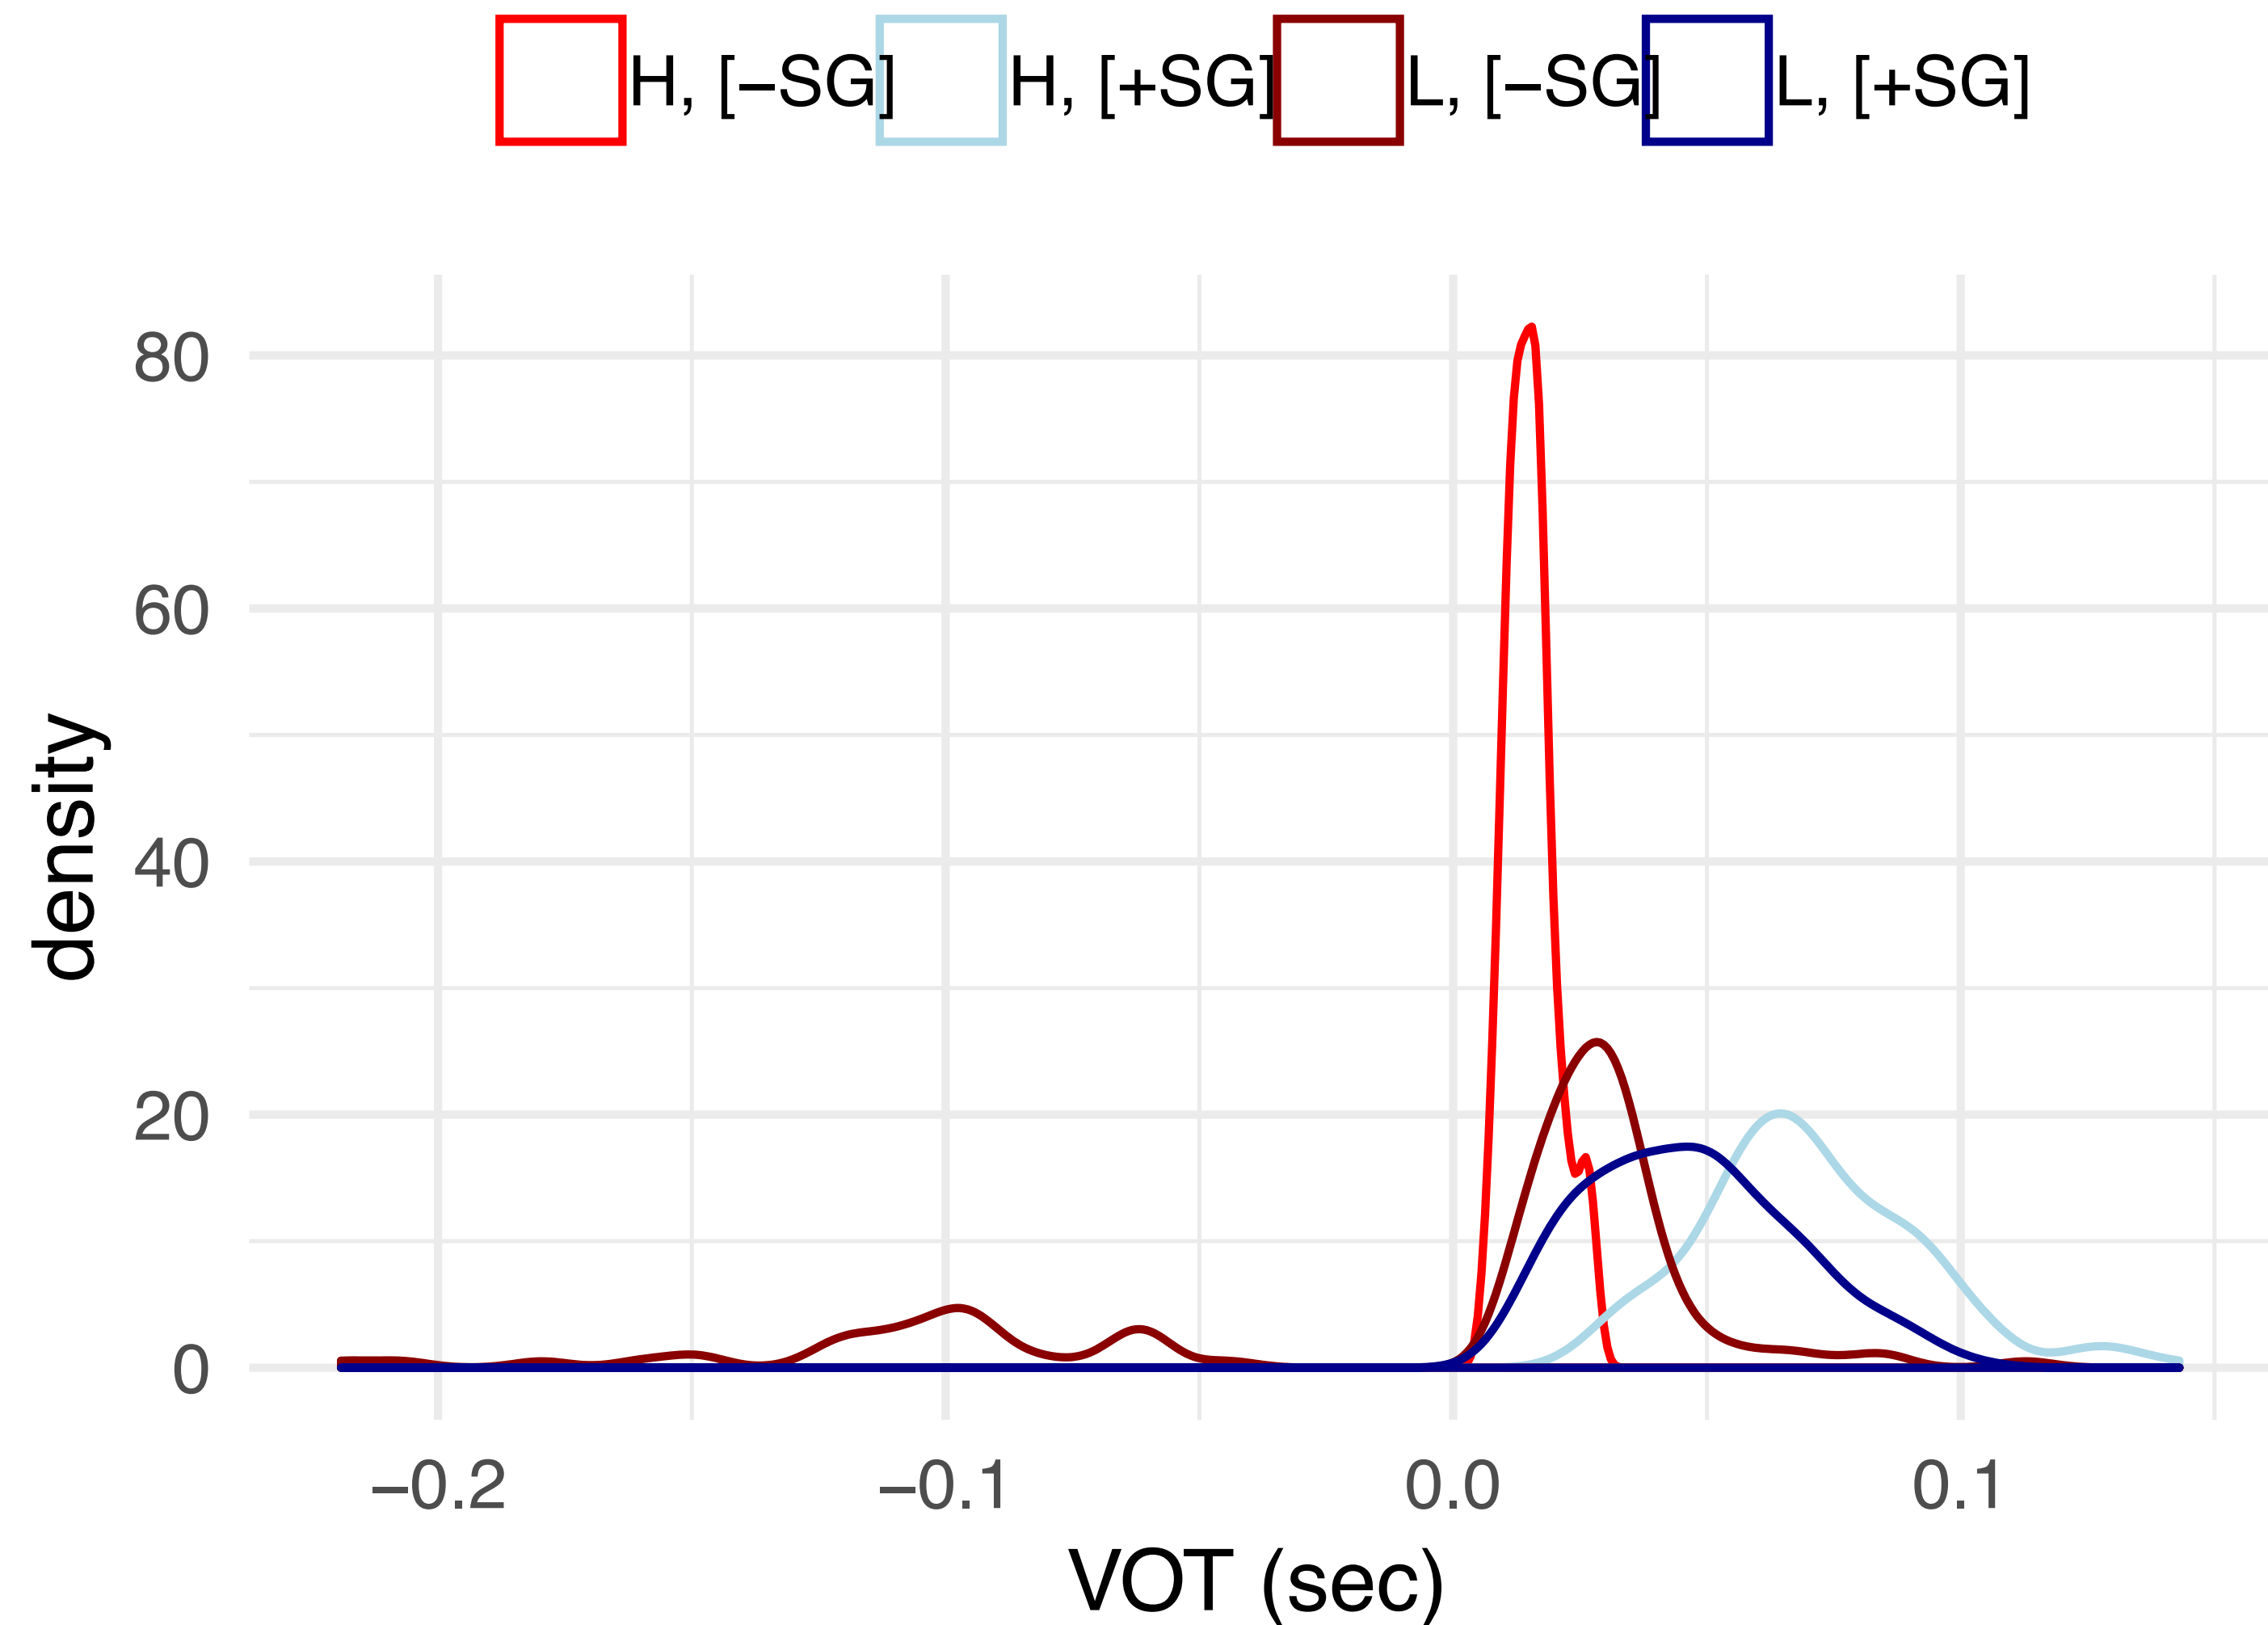 H, [−SG] H, [+SG] L, [−SG] L, [+SG]
80
60
40
20
0
density
−0.2 −0.1 0.0 0.1
VOT (sec)